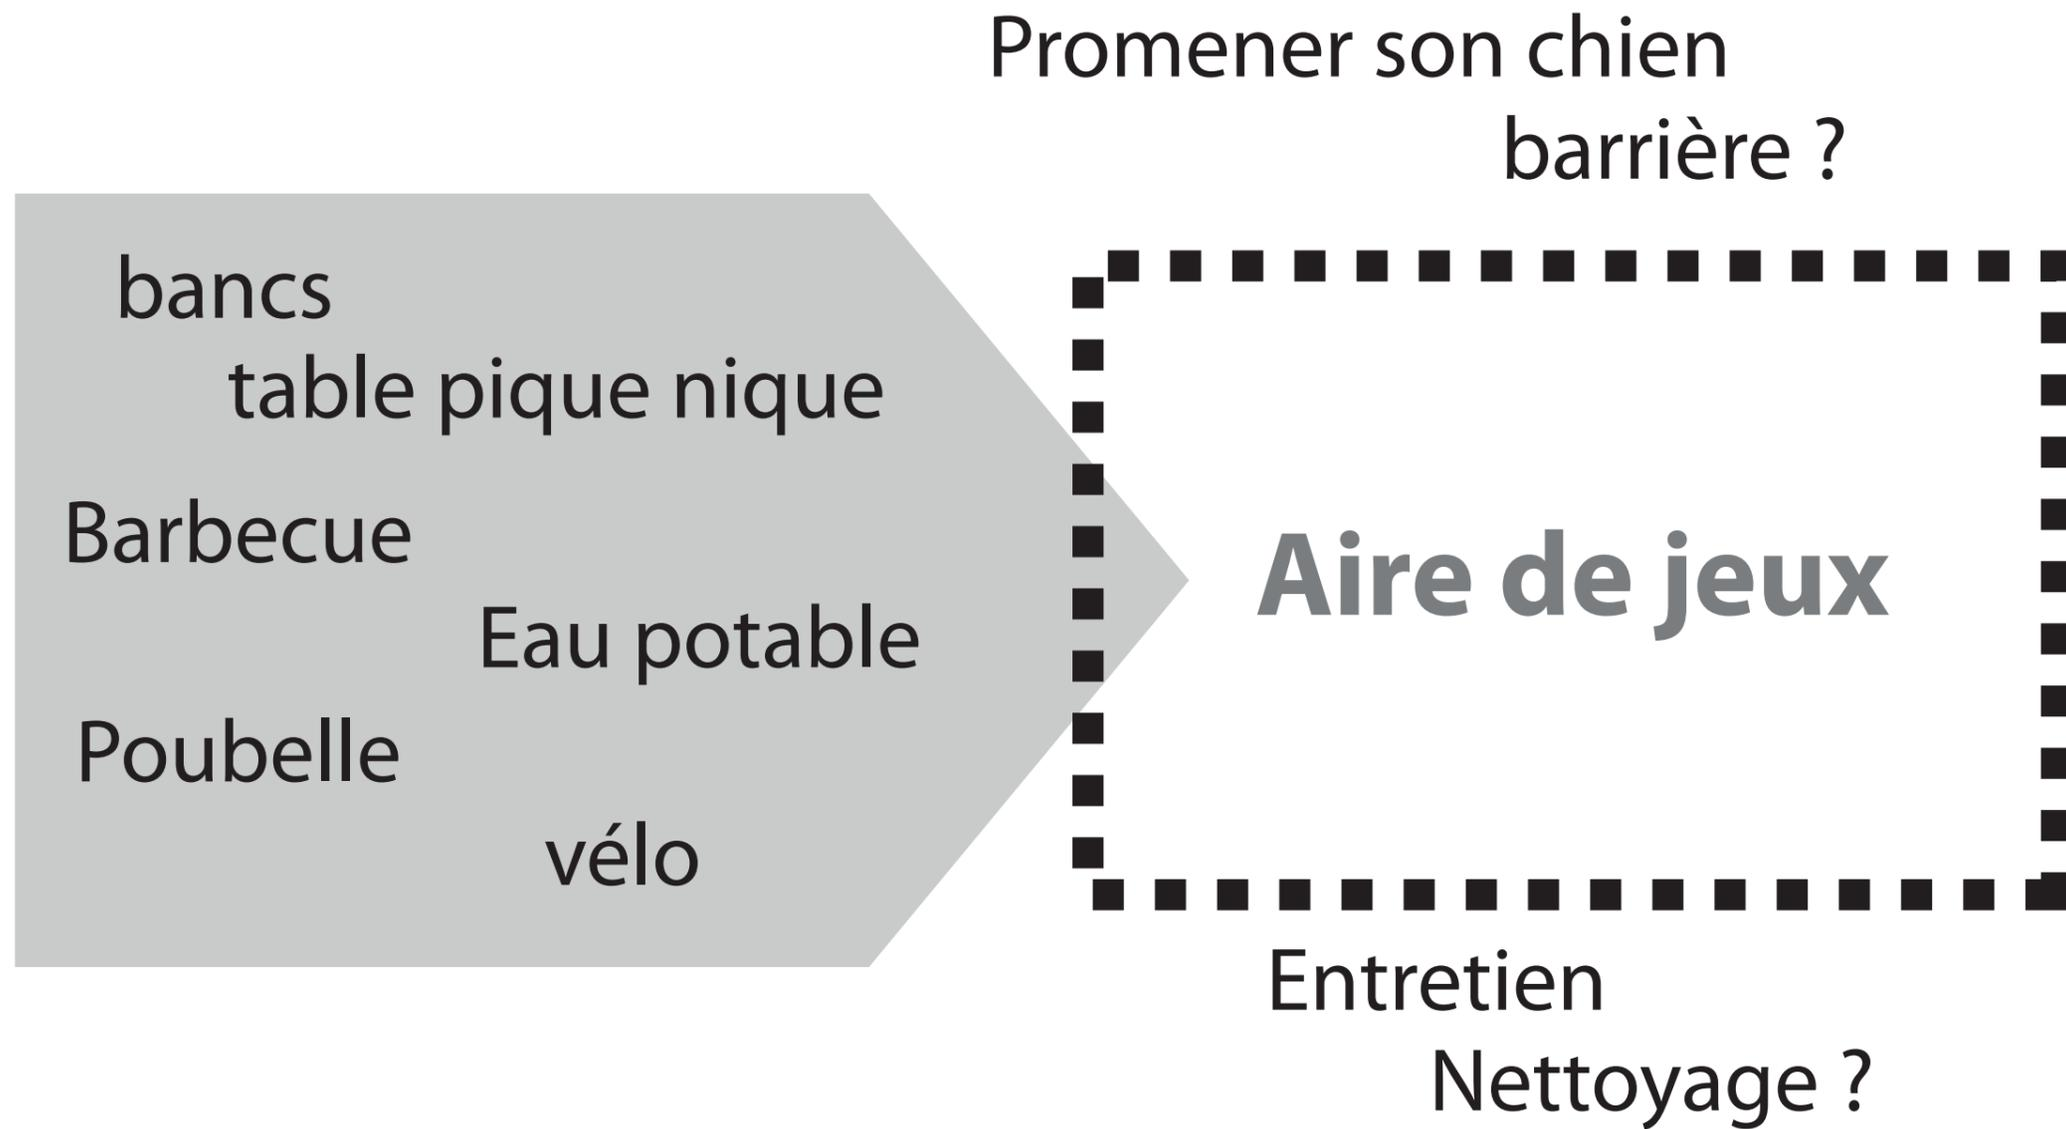 Promener son chien
barrière ?
bancs
table pique nique
Barbecue
Eau potable
Poubelle
vélo
Aire de jeux
Entretien
Nettoyage ?